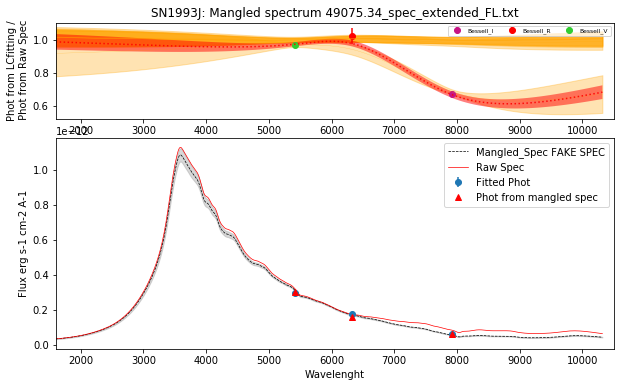 SN1993J: Mangled spectrum 49075.34_spec_extended_FL.txt
Phot from LCfitting /
Phot from Raw Spec
1.0
0.8
0.6
Bessell_I
Bessell_R
Bessell_V
2000 3000 4000 5000 6000 7000 8000 9000 10000
1e−12
Flux erg s-1 cm-2 A-1
1.0
0.8
0.6
0.4
0.2
0.0
Mangled_Spec FAKE SPEC
Raw Spec
Fitted Phot
Phot from mangled spec
2000 3000 4000 5000 6000 7000 8000 9000 10000
Wavelenght